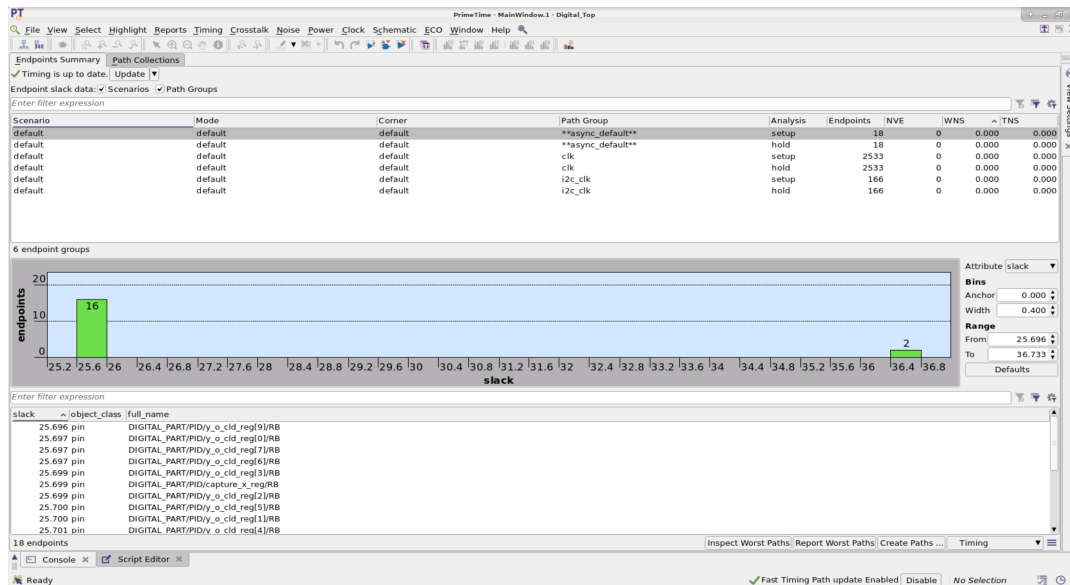 PT
PrimeTime - MainWindow.1 - Digital_Top
File View Select Highlight Reports Timing Crosstalk Noise Power Clock Schematic ECO Window Help
Endpoints Summary Path Collections
Timing is up to date. Update
Endpoint slack data: Scenarios Path Groups
Enter filter expression
Scenario Mode Corner Path Group Analysis Endpoints NVE WNS TNS
default default default **async_default** setup 18 0 0.000 0.000
default default default **async_default** hold 18 0 0.000 0.000
default default default clk setup 2533 0 0.000 0.000
default default default clk hold 2533 0 0.000 0.000
default default default i2c_clk setup 166 0 0.000 0.000
default default default i2c_clk hold 166 0 0.000 0.000
6 endpoint groups
endpoints
20
10
0
16
2
25.2 25.6 26 26.4 26.8 27.2 27.6 28 28.4 28.8 29.2 29.6 30 30.4 30.8 31.2 31.6 32 32.4 32.8 33.2 33.6 34 34.4 34.8 35.2 35.6 36 36.4 36.8
slack
Attribute slack
Bins
Anchor 0.000
Width 0.400
Range
From 25.696
To 36.733
Defaults
View Settings
Enter filter expression
slack object_class full_name
25.696 pin DIGITAL_PART/PID/y_o_cld_reg[9]/RB
25.697 pin DIGITAL_PART/PID/y_o_cld_reg[0]/RB
25.697 pin DIGITAL_PART/PID/y_o_cld_reg[7]/RB
25.697 pin DIGITAL_PART/PID/y_o_cld_reg[6]/RB
25.699 pin DIGITAL_PART/PID/y_o_cld_reg[3]/RB
25.699 pin DIGITAL_PART/PID/capture_x_reg/RB
25.699 pin DIGITAL_PART/PID/y_o_cld_reg[2]/RB
25.700 pin DIGITAL_PART/PID/y_o_cld_reg[5]/RB
25.700 pin DIGITAL_PART/PID/y_o_cld_reg[1]/RB
25.701 pin DIGITAL_PART/PID/y_o_cld_reg[4]/RB
18 endpoints
Inspect Worst Paths Report Worst Paths Create Paths ... Timing
Console Script Editor
Ready
Fast Timing Path update Enabled Disable No Selection